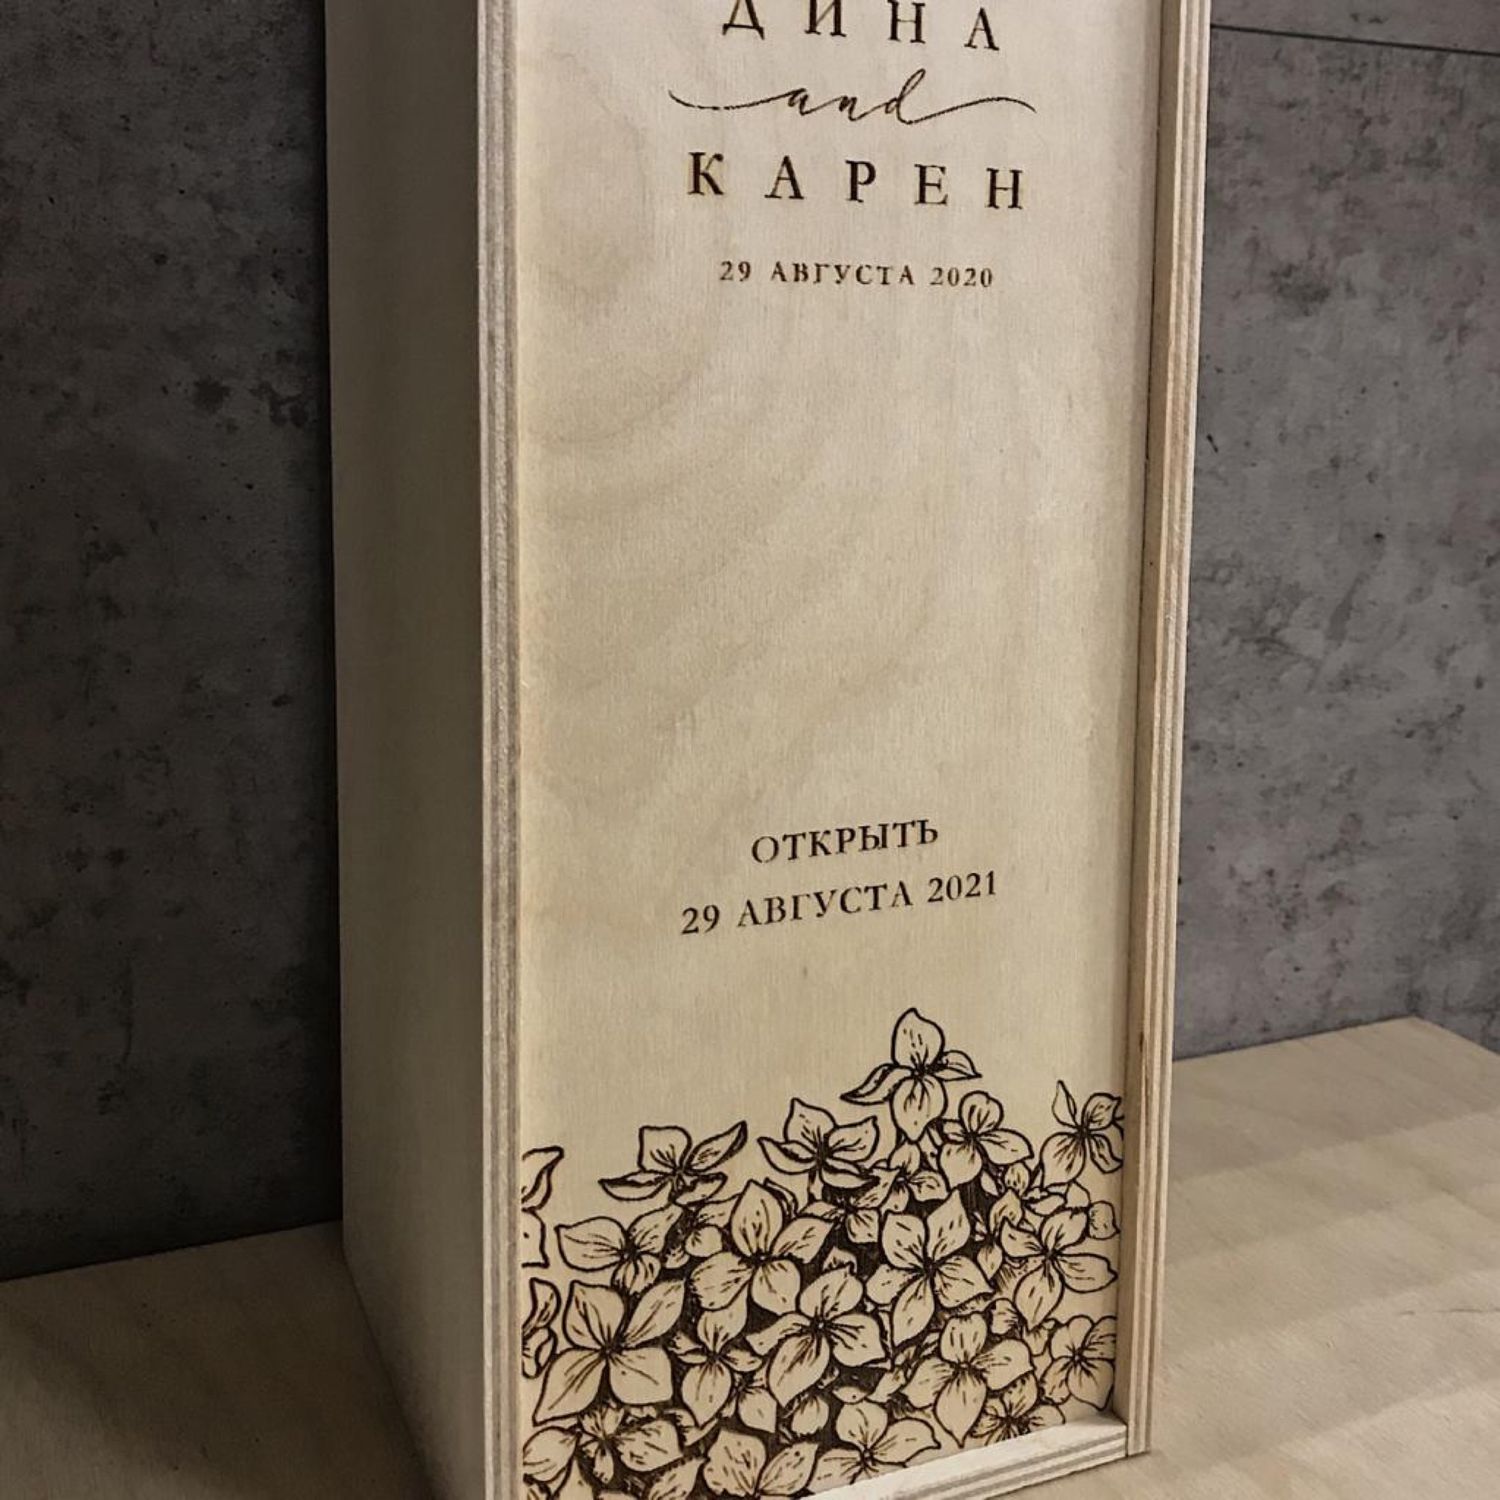 ДИНА
and
КАРЕН
29 АВГУСТА 2020
ОТКРЫТЬ
29 АВГУСТА 2021